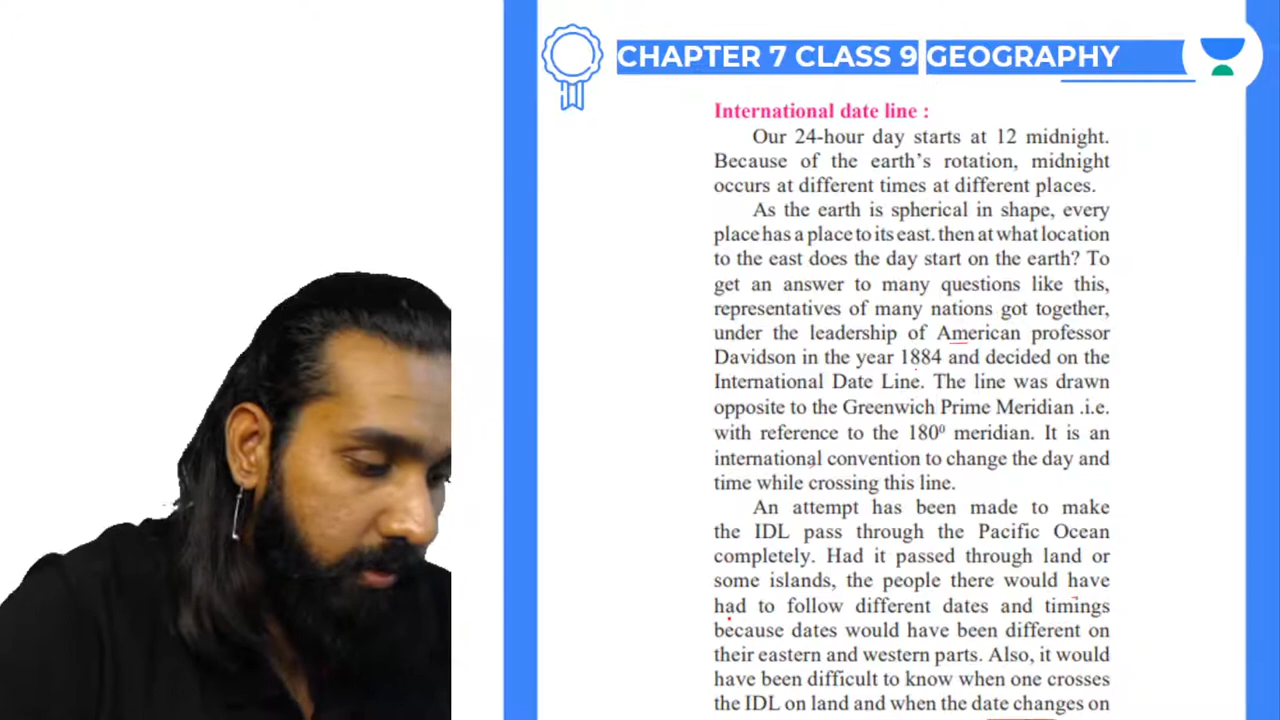 CHAPTER 7 CLASS 9 GEOGRAPHY
International date line :
Our 24-hour day starts at 12 midnight.
Because of the earth's rotation, midnight
occurs at different times at different places.
As the earth is spherical in shape, every
place has a place to its east. then at what location
to the east does the day start on the earth? To
get an answer to many questions like this,
representatives of many nations got together,
under the leadership of American professor
Davidson in the year 1884 and decided on the
International Date Line. The line was drawn
opposite to the Greenwich Prime Meridian .i.e.
with reference to the 180⁰ meridian. It is an
international convention to change the day and
time while crossing this line.
An attempt has been made to make
the IDL pass through the Pacific Ocean
completely. Had it passed through land or
some islands, the people there would have
had to follow different dates and timings
because dates would have been different on
their eastern and western parts. Also, it would
have been difficult to know when one crosses
the IDL on land and when the date changes on